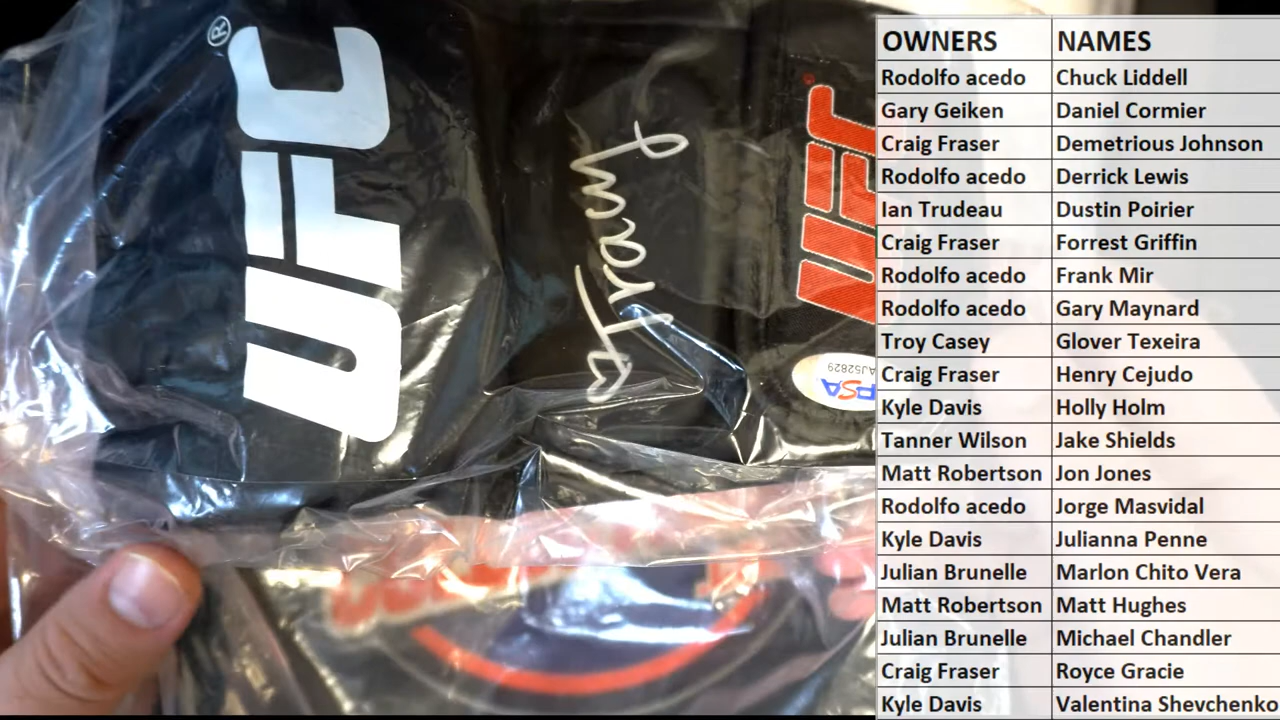 UFC ®
UFC
PSA
AJ52829
OWNERS NAMES
Rodolfo acedo Chuck Liddell
Gary Geiken Daniel Cormier
Craig Fraser Demetrious Johnson
Rodolfo acedo Derrick Lewis
Ian Trudeau Dustin Poirier
Craig Fraser Forrest Griffin
Rodolfo acedo Frank Mir
Rodolfo acedo Gary Maynard
Troy Casey Glover Texeira
Craig Fraser Henry Cejudo
Kyle Davis Holly Holm
Tanner Wilson Jake Shields
Matt Robertson Jon Jones
Rodolfo acedo Jorge Masvidal
Kyle Davis Julianna Penne
Julian Brunelle Marlon Chito Vera
Matt Robertson Matt Hughes
Julian Brunelle Michael Chandler
Craig Fraser Royce Gracie
Kyle Davis Valentina Shevchenko